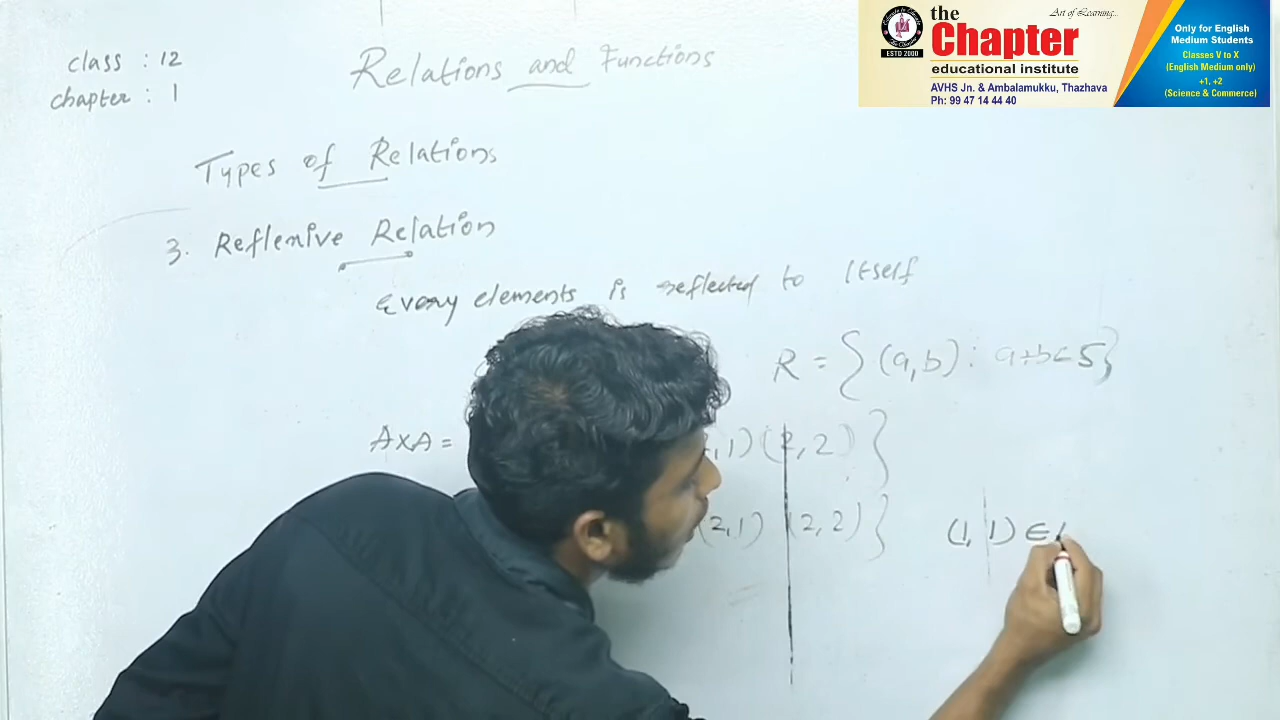 class : 12
chapter : 1
Relations and Functions
the
Chapter
educational institute
AVHS Jn. & Ambalamukku, Thazhava
Ph: 99 47 14 44 40
ESTD 2000
Art of Learning...
Only for English
Medium Students
Classes V to X
(English Medium only)
+1, +2
(Science & Commerce)
Types of Relations
3. Reflexive Relation
Every elements is reflected to itself
R = {(a,b) : a+b<5}
A×A = ,1) (2,2) }
(2,1) (2,2) }
(1, 1) ∈